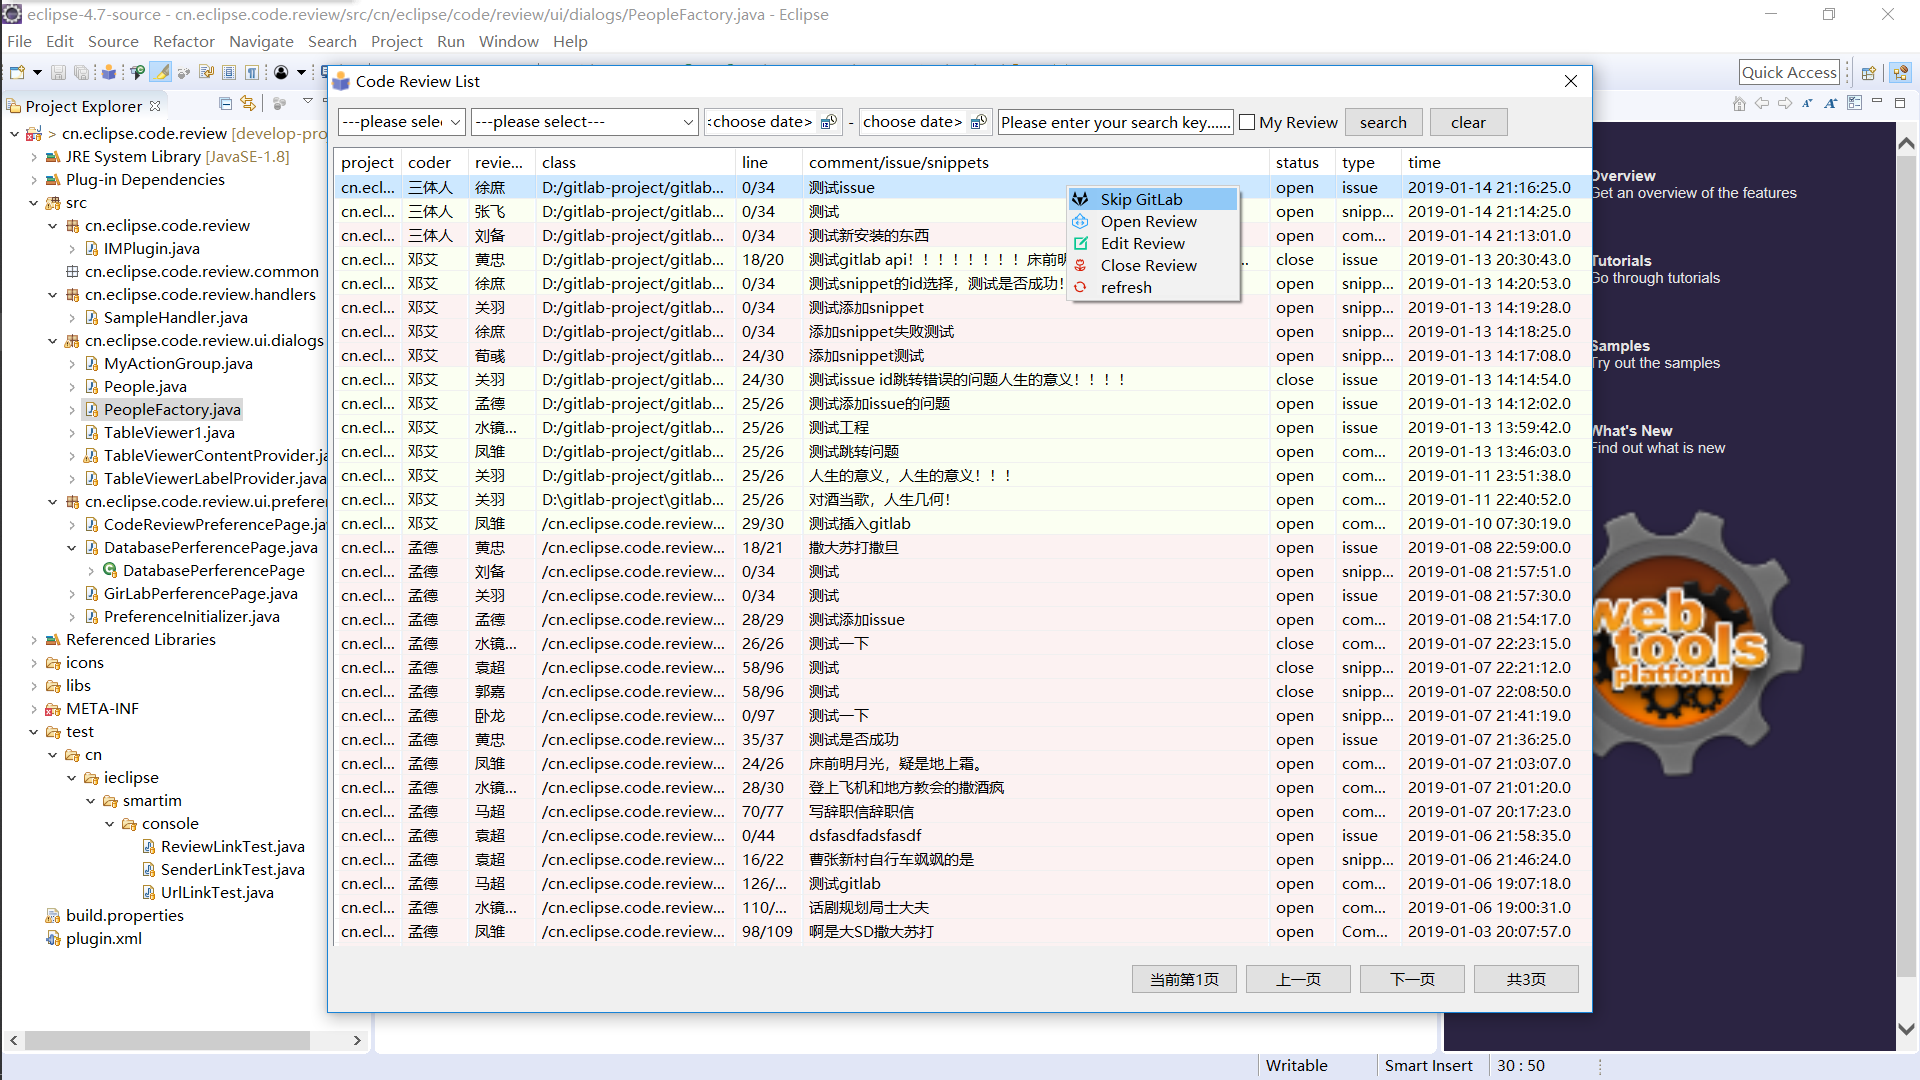 eclipse-4.7-source - cn.eclipse.code.review/src/cn/eclipse/code/review/ui/dialogs/PeopleFactory.java - Eclipse
File Edit Source Refactor Navigate Search Project Run Window Help
Quick Access
Project Explorer
> cn.eclipse.code.review [develop-pro
JRE System Library [JavaSE-1.8]
Plug-in Dependencies
src
cn.eclipse.code.review
IMPlugin.java
cn.eclipse.code.review.common
cn.eclipse.code.review.handlers
SampleHandler.java
cn.eclipse.code.review.ui.dialogs
MyActionGroup.java
People.java
PeopleFactory.java
TableViewer1.java
TableViewerContentProvider.ja
TableViewerLabelProvider.java
cn.eclipse.code.review.ui.prefere
CodeReviewPreferencePage.ja
DatabasePerferencePage.java
DatabasePerferencePage
GirLabPerferencePage.java
PreferenceInitializer.java
Referenced Libraries
icons
libs
META-INF
test
cn
ieclipse
smartim
console
ReviewLinkTest.java
SenderLinkTest.java
UrlLinkTest.java
build.properties
plugin.xml
Code Review List
---please sele ---please select--- <choose date> - choose date> Please enter your search key...... My Review search clear
project coder revie... class line comment/issue/snippets status type time
cn.ecl... 三体人 徐庶 D:/gitlab-project/gitlab... 0/34 测试issue open issue 2019-01-14 21:16:25.0
cn.ecl... 三体人 张飞 D:/gitlab-project/gitlab... 0/34 测试 open snipp... 2019-01-14 21:14:25.0
cn.ecl... 三体人 刘备 D:/gitlab-project/gitlab... 0/34 测试新安装的东西 open com... 2019-01-14 21:13:01.0
cn.ecl... 邓艾 黄忠 D:/gitlab-project/gitlab... 18/20 测试gitlab api！！！！！！！！床前明 ... close issue 2019-01-13 20:30:43.0
cn.ecl... 邓艾 徐庶 D:/gitlab-project/gitlab... 0/34 测试snippet的id选择，测试是否成功! open snipp... 2019-01-13 14:20:53.0
cn.ecl... 邓艾 关羽 D:/gitlab-project/gitlab... 0/34 测试添加snippet open snipp... 2019-01-13 14:19:28.0
cn.ecl... 邓艾 徐庶 D:/gitlab-project/gitlab... 0/34 添加snippet失败测试 open snipp... 2019-01-13 14:18:25.0
cn.ecl... 邓艾 荀彧 D:/gitlab-project/gitlab... 24/30 添加snippet测试 open snipp... 2019-01-13 14:17:08.0
cn.ecl... 邓艾 关羽 D:/gitlab-project/gitlab... 24/30 测试issue id跳转错误的问题人生的意义！！！！ close issue 2019-01-13 14:14:54.0
cn.ecl... 邓艾 孟德 D:/gitlab-project/gitlab... 25/26 测试添加issue的问题 open issue 2019-01-13 14:12:02.0
cn.ecl... 邓艾 水镜... D:/gitlab-project/gitlab... 25/26 测试工程 open issue 2019-01-13 13:59:42.0
cn.ecl... 邓艾 凤雏 D:/gitlab-project/gitlab... 25/26 测试跳转问题 open com... 2019-01-13 13:46:03.0
cn.ecl... 邓艾 关羽 D:/gitlab-project/gitlab... 25/26 人生的意义，人生的意义！！！ open com... 2019-01-11 23:51:38.0
cn.ecl... 邓艾 关羽 D:\gitlab-project\gitlab... 25/26 对酒当歌，人生几何！ open com... 2019-01-11 22:40:52.0
cn.ecl... 邓艾 凤雏 /cn.eclipse.code.review... 29/30 测试插入gitlab open com... 2019-01-10 07:30:19.0
cn.ecl... 孟德 黄忠 /cn.eclipse.code.review... 18/21 撒大苏打撒旦 open issue 2019-01-08 22:59:00.0
cn.ecl... 孟德 刘备 /cn.eclipse.code.review... 0/34 测试 open snipp... 2019-01-08 21:57:51.0
cn.ecl... 孟德 关羽 /cn.eclipse.code.review... 0/34 测试 open issue 2019-01-08 21:57:30.0
cn.ecl... 孟德 孟德 /cn.eclipse.code.review... 28/29 测试添加issue open com... 2019-01-08 21:54:17.0
cn.ecl... 孟德 水镜... /cn.eclipse.code.review... 26/26 测试一下 close com... 2019-01-07 22:23:15.0
cn.ecl... 孟德 袁超 /cn.eclipse.code.review... 58/96 测试 close snipp... 2019-01-07 22:21:12.0
cn.ecl... 孟德 郭嘉 /cn.eclipse.code.review... 58/96 测试 close snipp... 2019-01-07 22:08:50.0
cn.ecl... 孟德 卧龙 /cn.eclipse.code.review... 0/97 测试一下 open snipp... 2019-01-07 21:41:19.0
cn.ecl... 孟德 黄忠 /cn.eclipse.code.review... 35/37 测试是否成功 open issue 2019-01-07 21:36:25.0
cn.ecl... 孟德 凤雏 /cn.eclipse.code.review... 24/26 床前明月光，疑是地上霜。 open com... 2019-01-07 21:03:07.0
cn.ecl... 孟德 水镜... /cn.eclipse.code.review... 28/30 登上飞机和地方教会的撒酒疯 open com... 2019-01-07 21:01:20.0
cn.ecl... 孟德 马超 /cn.eclipse.code.review... 70/77 写辞职信辞职信 open com... 2019-01-07 20:17:23.0
cn.ecl... 孟德 袁超 /cn.eclipse.code.review... 0/44 dsfasdfadsfasdf open issue 2019-01-06 21:58:35.0
cn.ecl... 孟德 袁超 /cn.eclipse.code.review... 16/22 曹张新村自行车飒飒的是 open snipp... 2019-01-06 21:46:24.0
cn.ecl... 孟德 马超 /cn.eclipse.code.review... 126/... 测试gitlab open com... 2019-01-06 19:07:18.0
cn.ecl... 孟德 水镜... /cn.eclipse.code.review... 110/... 话剧规划局士大夫 open com... 2019-01-06 19:00:31.0
cn.ecl... 孟德 凤雏 /cn.eclipse.code.review... 98/109 啊是大SD撒大苏打 open Com... 2019-01-03 20:07:57.0
Skip GitLab
Open Review
Edit Review
Close Review
refresh
当前第1页 上一页 下一页 共3页
Overview
Get an overview of the features
Tutorials
Go through tutorials
Samples
Try out the samples
What's New
Find out what is new
web
tools
platform
Writable Smart Insert 30 : 50